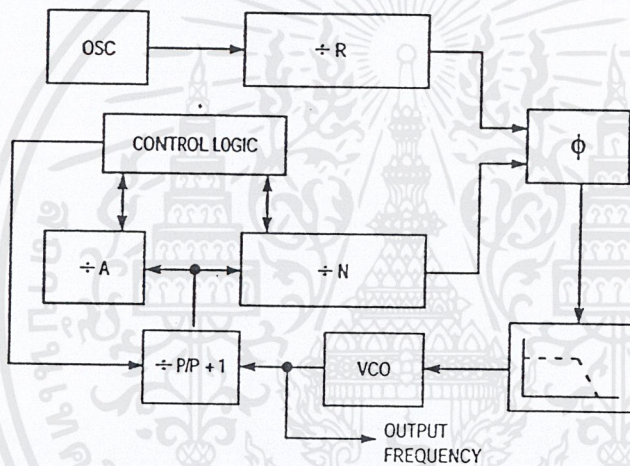 OSC
÷ R
CONTROL LOGIC
ϕ
÷ A
÷ N
÷ P/P + 1
VCO
OUTPUT
FREQUENCY